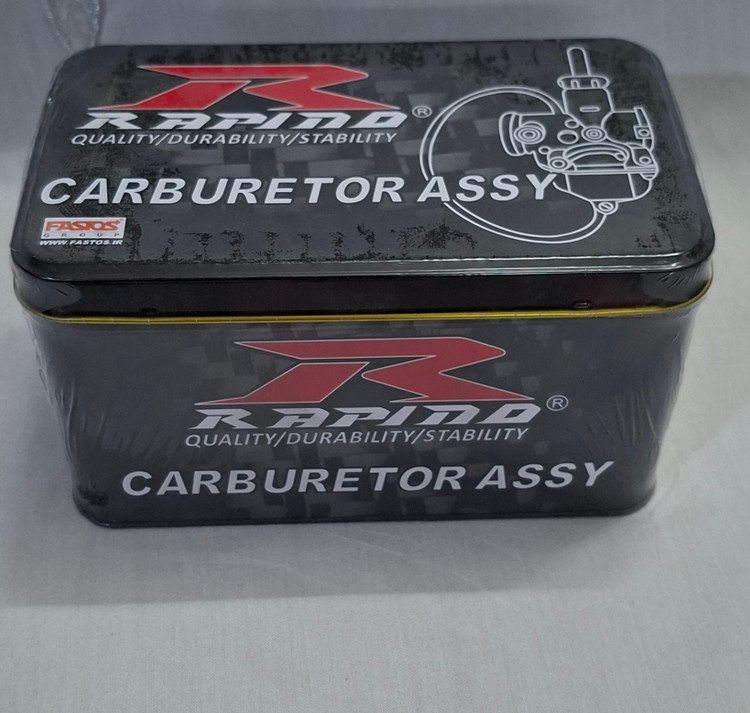 R
RAPIDO®
QUALITY/DURABILITY/STABILITY
CARBURETOR ASSY
FASTOS
GROUP
WWW.FASTOS.IR
R
RAPIDO®
QUALITY/DURABILITY/STABILITY
CARBURETOR ASSY